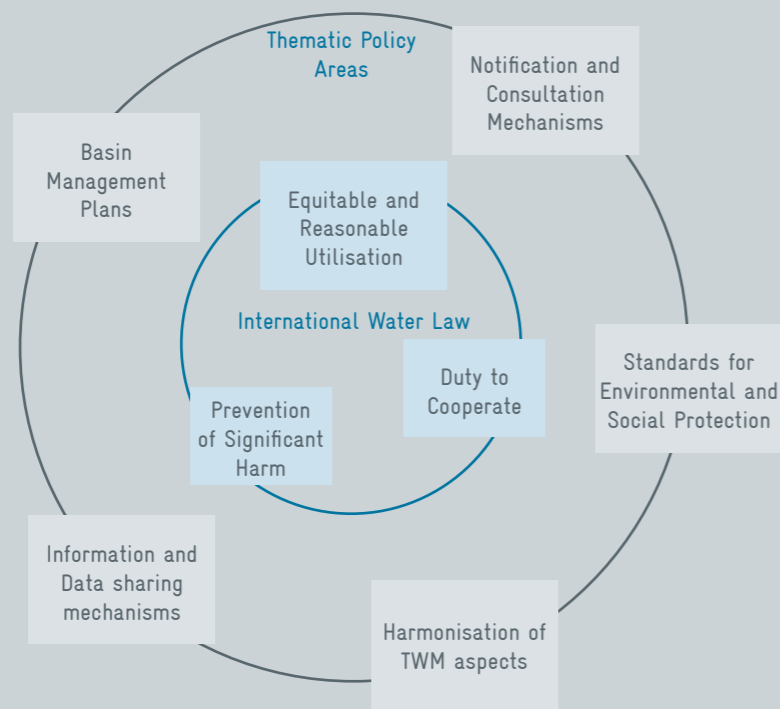 Thematic Policy
Areas
Notification and
Consultation
Mechanisms
Basin
Management
Plans
Equitable and
Reasonable
Utilisation
International Water Law
Duty to
Cooperate
Prevention
of Significant
Harm
Standards for
Environmental and
Social Protection
Information and
Data sharing
mechanisms
Harmonisation of
TWM aspects